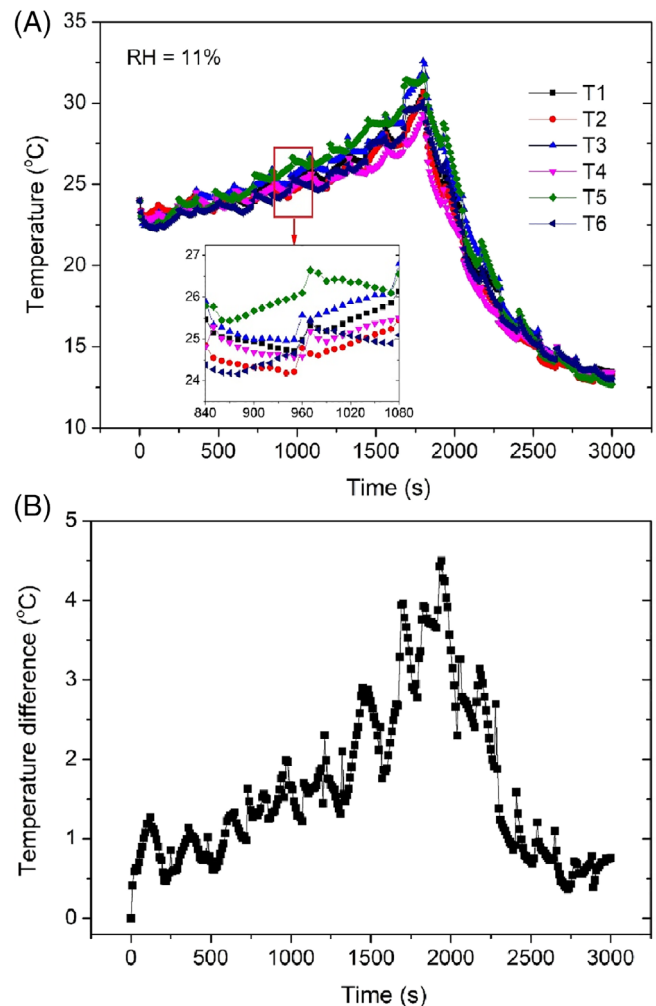 (A)
RH = 11%
T1
T2
T3
T4
T5
T6
Temperature (°C)
35
30
25
20
15
10
27
26
25
24
840 900 960 1020 1080
0 500 1000 1500 2000 2500 3000
Time (s)
(B)
Temperature difference (°C)
5
4
3
2
1
0
0 500 1000 1500 2000 2500 3000
Time (s)